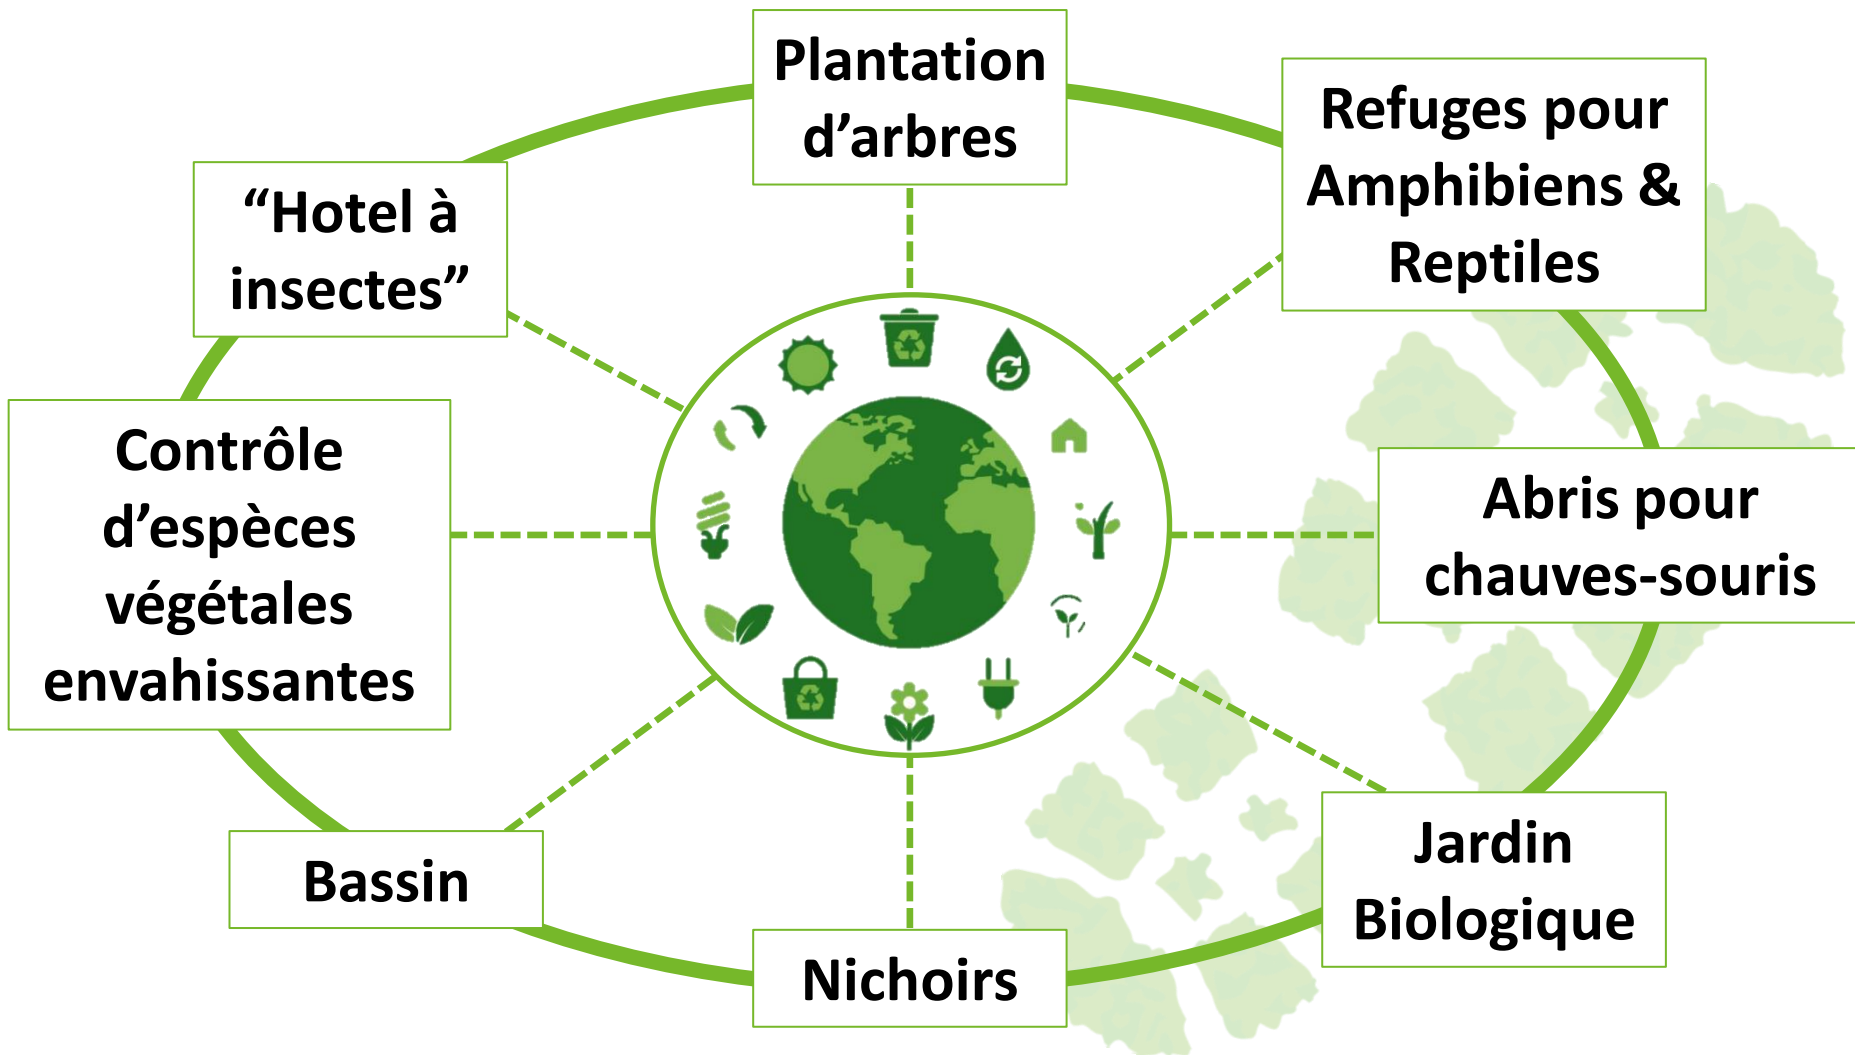 Plantation
d’arbres
Refuges pour
Amphibiens &
Reptiles
“Hotel à
insectes”
Contrôle
d’espèces
végétales
envahissantes
Abris pour
chauves-souris
Bassin
Jardin
Biologique
Nichoirs